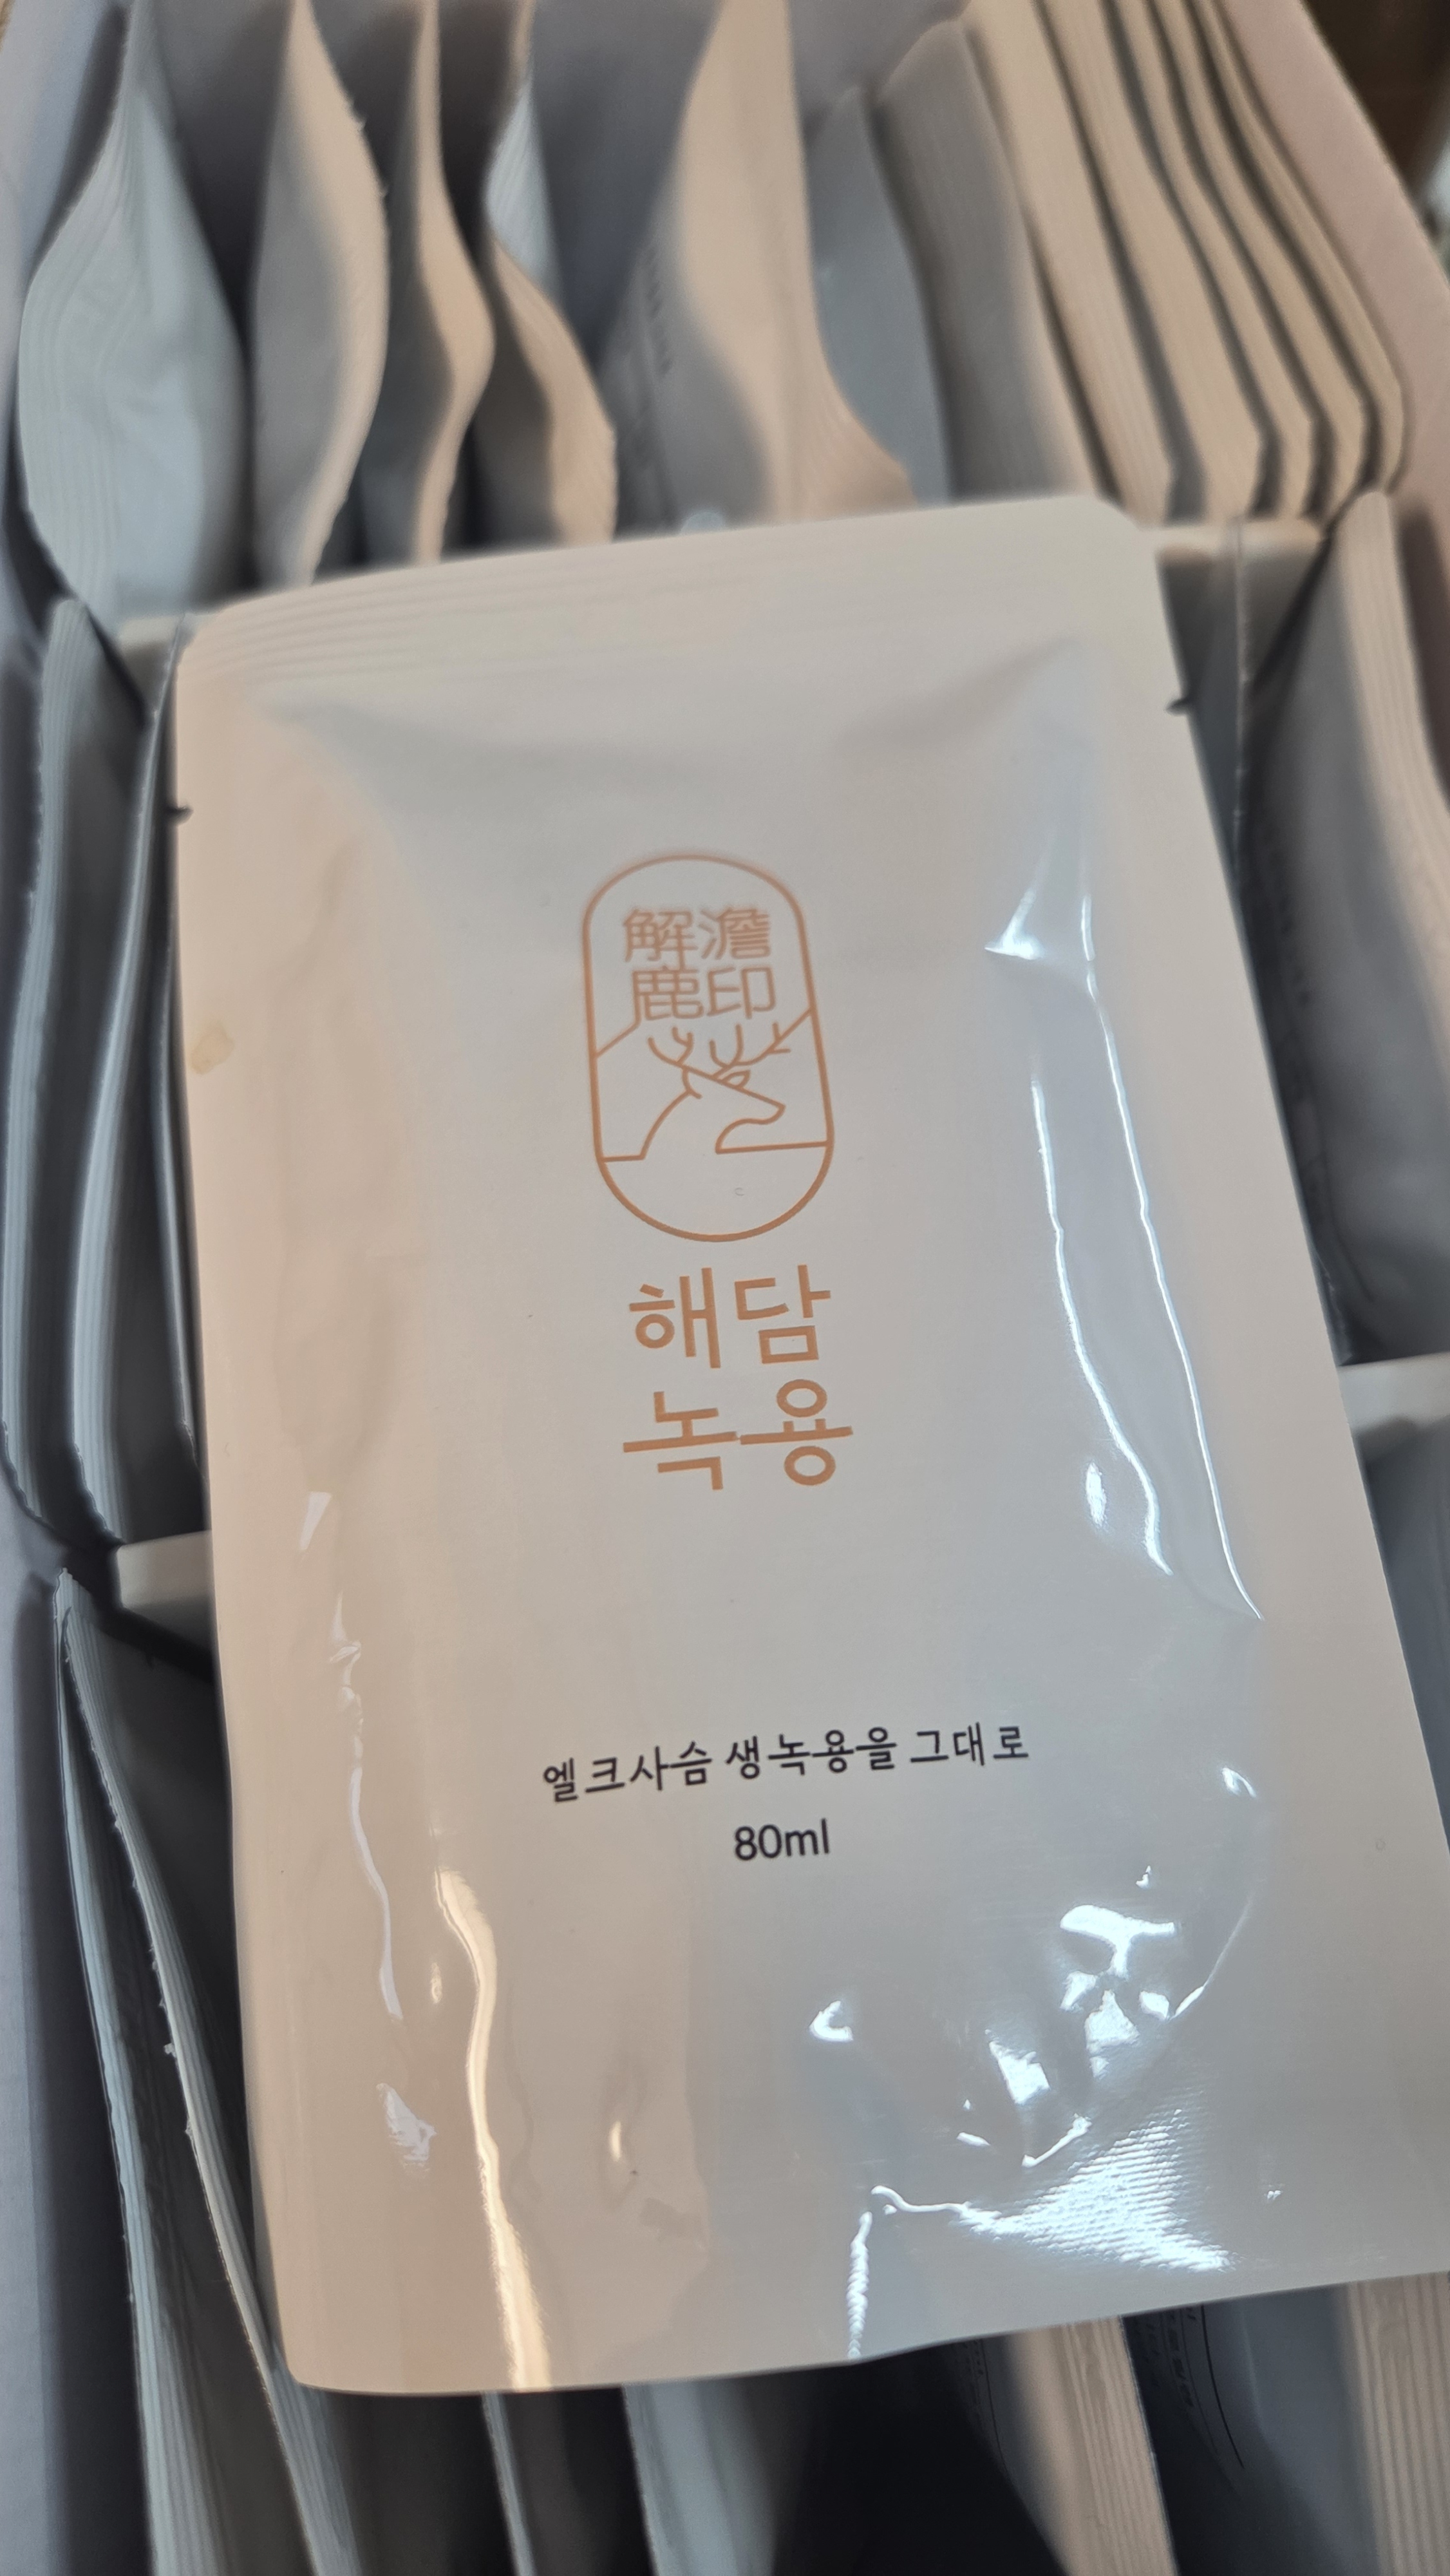 解澹
鹿印
해담
녹용
엘크사슴 생녹용을 그대로
80ml